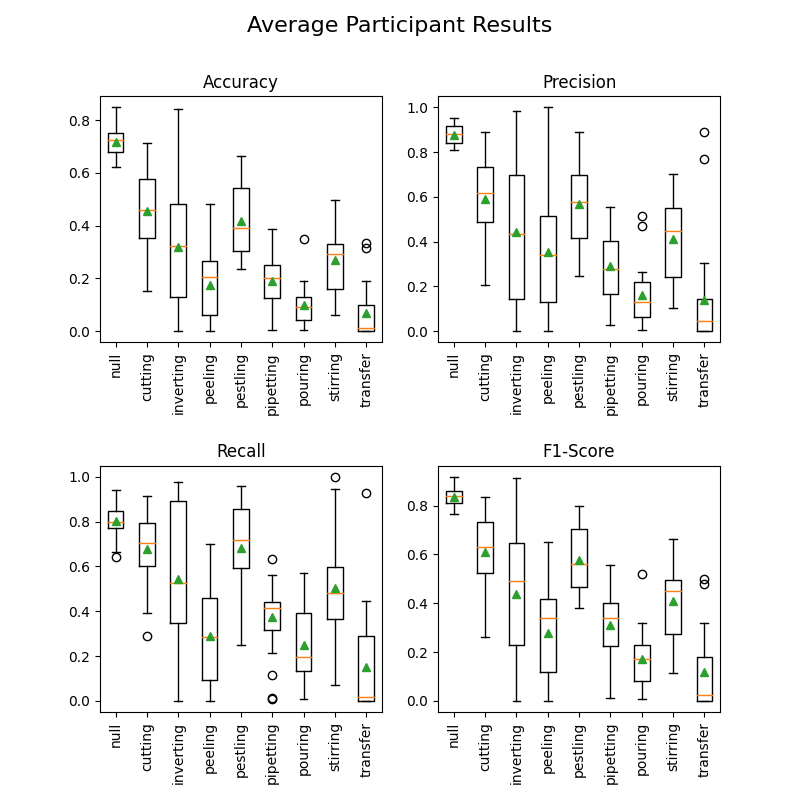 Average Participant Results
Accuracy
0.8
0.6
0.4
0.2
0.0
null
cutting
inverting
peeling
pestling
pipetting
pouring
stirring
transfer
Precision
1.0
0.8
0.6
0.4
0.2
0.0
null
cutting
inverting
peeling
pestling
pipetting
pouring
stirring
transfer
Recall
1.0
0.8
0.6
0.4
0.2
0.0
null
cutting
inverting
peeling
pestling
pipetting
pouring
stirring
transfer
F1-Score
0.8
0.6
0.4
0.2
0.0
null
cutting
inverting
peeling
pestling
pipetting
pouring
stirring
transfer